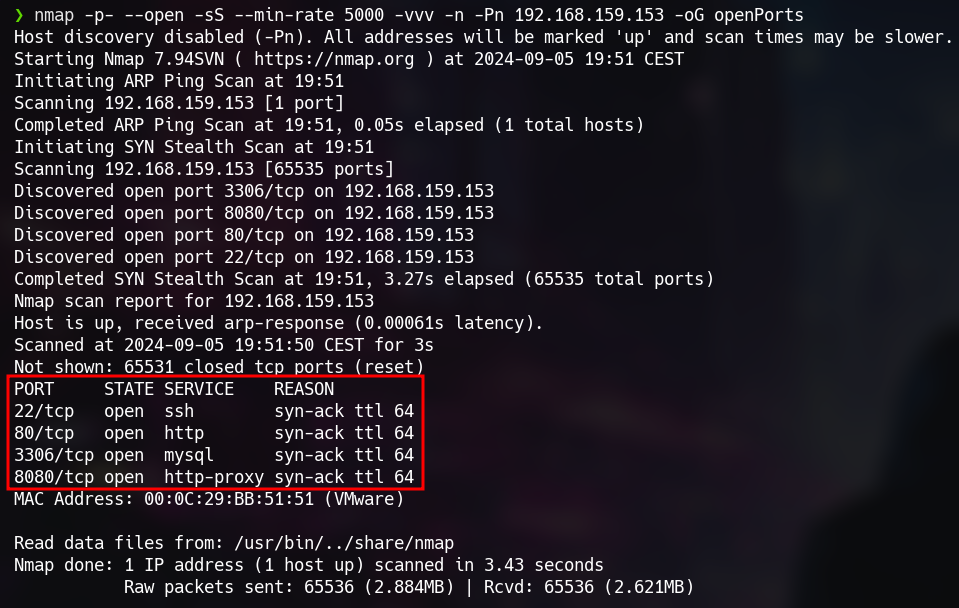 ❯ nmap -p- --open -sS --min-rate 5000 -vvv -n -Pn 192.168.159.153 -oG openPorts
Host discovery disabled (-Pn). All addresses will be marked 'up' and scan times may be slower.
Starting Nmap 7.94SVN ( https://nmap.org ) at 2024-09-05 19:51 CEST
Initiating ARP Ping Scan at 19:51
Scanning 192.168.159.153 [1 port]
Completed ARP Ping Scan at 19:51, 0.05s elapsed (1 total hosts)
Initiating SYN Stealth Scan at 19:51
Scanning 192.168.159.153 [65535 ports]
Discovered open port 3306/tcp on 192.168.159.153
Discovered open port 8080/tcp on 192.168.159.153
Discovered open port 80/tcp on 192.168.159.153
Discovered open port 22/tcp on 192.168.159.153
Completed SYN Stealth Scan at 19:51, 3.27s elapsed (65535 total ports)
Nmap scan report for 192.168.159.153
Host is up, received arp-response (0.00061s latency).
Scanned at 2024-09-05 19:51:50 CEST for 3s
Not shown: 65531 closed tcp ports (reset)
PORT     STATE SERVICE    REASON
22/tcp   open  ssh        syn-ack ttl 64
80/tcp   open  http       syn-ack ttl 64
3306/tcp open  mysql      syn-ack ttl 64
8080/tcp open  http-proxy syn-ack ttl 64
MAC Address: 00:0C:29:BB:51:51 (VMware)
Read data files from: /usr/bin/../share/nmap
Nmap done: 1 IP address (1 host up) scanned in 3.43 seconds
           Raw packets sent: 65536 (2.884MB) | Rcvd: 65536 (2.621MB)